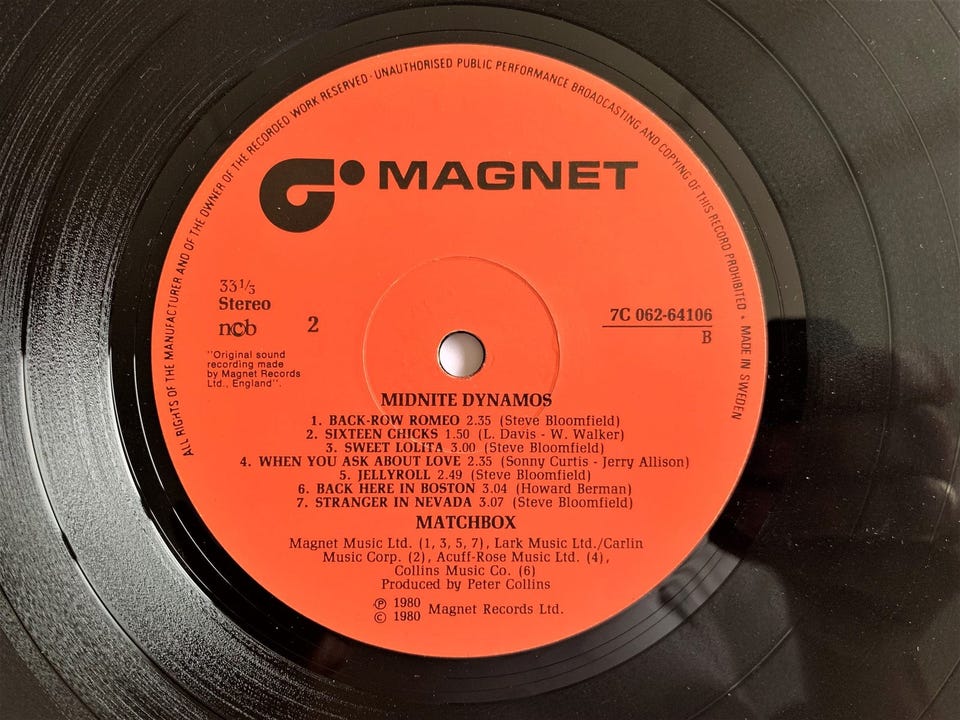 ALL RIGHTS OF THE MANUFACTURER AND OF THE OWNER OF THE RECORDED WORK RESERVED · UNAUTHORISED PUBLIC PERFORMANCE BROADCASTING AND COPYING OF THIS RECORD PROHIBITED · MADE IN SWEDEN
MAGNET
33 1/3
Stereo
ncb
2
"Original sound
recording made
by Magnet Records
Ltd., England".
7C 062-64106
B
MIDNITE DYNAMOS
1. BACK-ROW ROMEO 2.35 (Steve Bloomfield)
2. SIXTEEN CHICKS 1.50 (L. Davis - W. Walker)
3. SWEET LOLITA 3.00 (Steve Bloomfield)
4. WHEN YOU ASK ABOUT LOVE 2.35 (Sonny Curtis - Jerry Allison)
5. JELLYROLL 2.49 (Steve Bloomfield)
6. BACK HERE IN BOSTON 3.04 (Howard Berman)
7. STRANGER IN NEVADA 3.07 (Steve Bloomfield)
MATCHBOX
Magnet Music Ltd. (1, 3, 5, 7), Lark Music Ltd./Carlin
Music Corp. (2), Acuff-Rose Music Ltd. (4),
Collins Music Co. (6)
Produced by Peter Collins
℗ 1980
© 1980 Magnet Records Ltd.